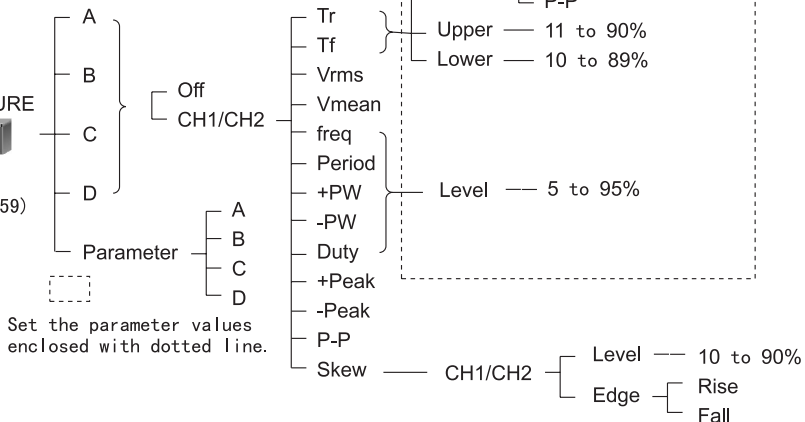 P-P
A
Tr
Upper
11 to 90%
Tf
Lower
10 to 89%
B
Off
Vrms
URE
CH1/CH2
Vmean
C
freq
Period
D
+PW
Level
5 to 95%
59)
A
-PW
Parameter
B
Duty
C
+Peak
D
-Peak
Set the parameter values
enclosed with dotted line.
P-P
Skew
CH1/CH2
Level
10 to 90%
Edge
Rise
Fall